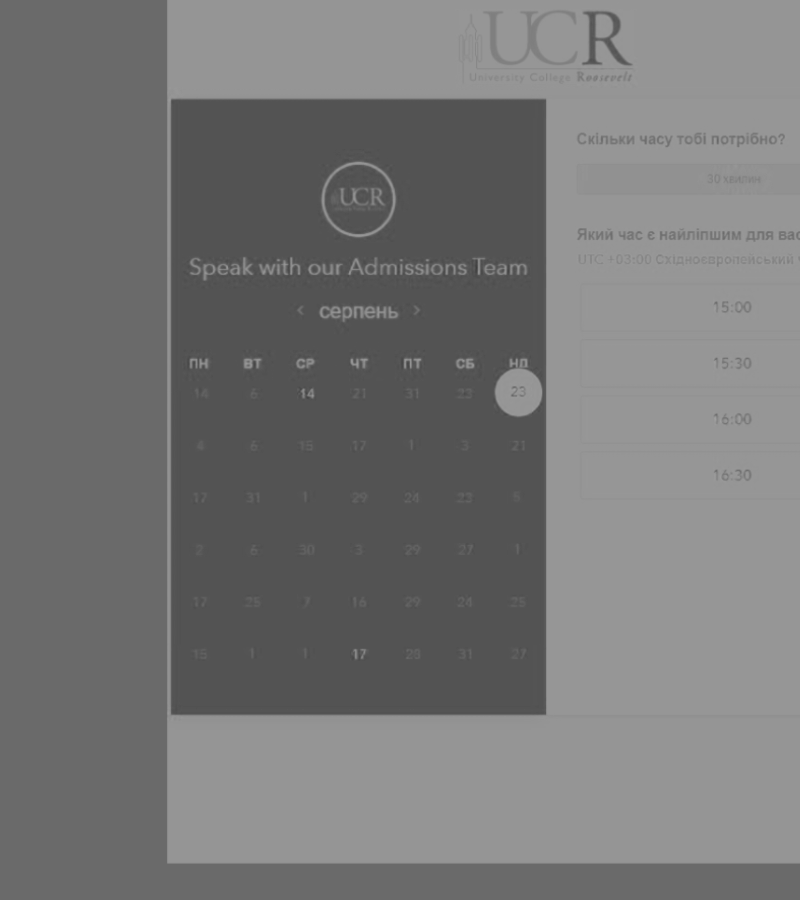 UCR
University College Roosevelt
UCR
Speak with our Admissions Team
‹ серпень ›
ПН ВТ СР ЧТ ПТ СБ НД
14 6 14 21 31 23 23
4 6 15 17 1 3 21
17 31 1 29 24 23 5
2 6 30 3 29 27 1
17 25 7 16 29 24 25
15 1 1 17 28 31 27
Скільки часу тобі потрібно?
30 хвилин
Який час є найліпшим для вас
UTC +03:00 Східноєвропейський ч
15:00
15:30
16:00
16:30